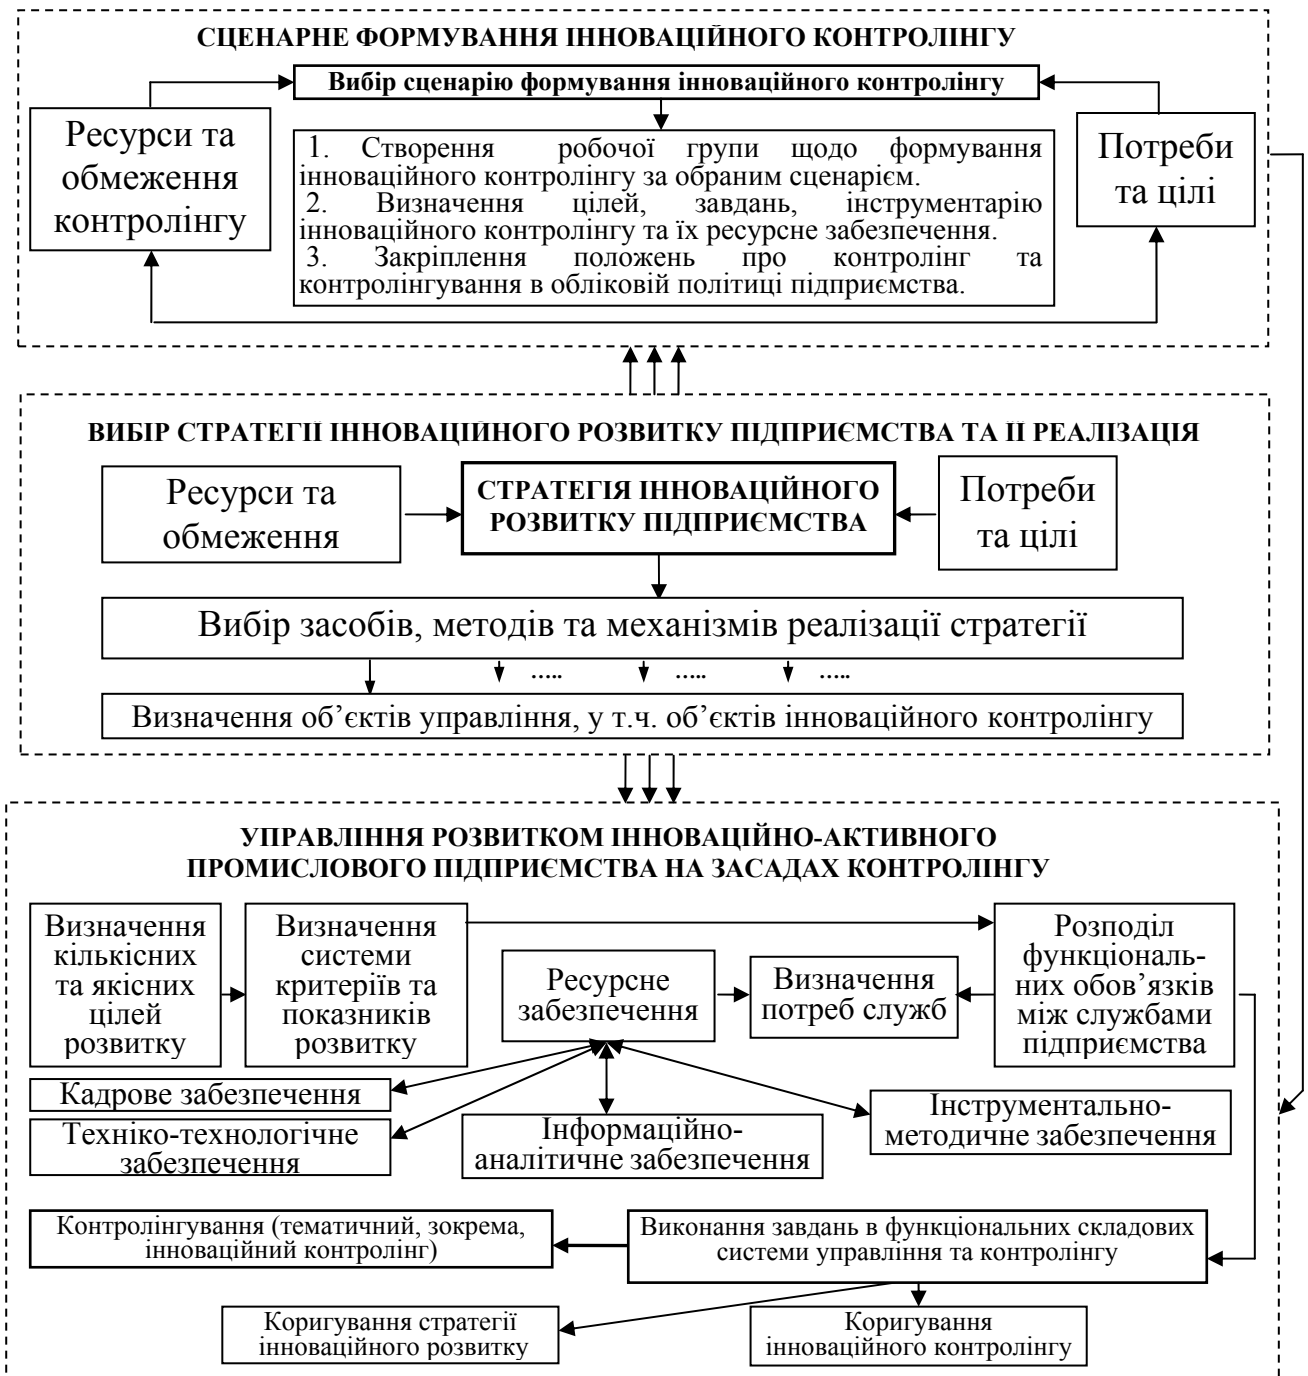 СЦЕНАРНЕ ФОРМУВАННЯ ІННОВАЦІЙНОГО КОНТРОЛІНГУ
Вибір сценарію формування інноваційного контролінгу
Ресурси та
обмеження
контролінгу
1. Створення робочої групи щодо формування
інноваційного контролінгу за обраним сценарієм.
2. Визначення цілей, завдань, інструментарію
інноваційного контролінгу та їх ресурсне забезпечення.
3. Закріплення положень про контролінг та
контролінгування в обліковій політиці підприємства.
Потреби
та цілі
ВИБІР СТРАТЕГІЇ ІННОВАЦІЙНОГО РОЗВИТКУ ПІДПРИЄМСТВА ТА ЇЇ РЕАЛІЗАЦІЯ
Ресурси та
обмеження
СТРАТЕГІЯ ІННОВАЦІЙНОГО
РОЗВИТКУ ПІДПРИЄМСТВА
Потреби
та цілі
Вибір засобів, методів та механізмів реалізації стратегії
..... ..... .....
Визначення об’єктів управління, у т.ч. об’єктів інноваційного контролінгу
УПРАВЛІННЯ РОЗВИТКОМ ІННОВАЦІЙНО-АКТИВНОГО
ПРОМИСЛОВОГО ПІДПРИЄМСТВА НА ЗАСАДАХ КОНТРОЛІНГУ
Визначення
кількісних
та якісних
цілей
розвитку
Визначення
системи
критеріїв та
показників
розвитку
Ресурсне
забезпечення
Визначення
потреб служб
Розподіл
функціональ-
них обов’язків
між службами
підприємства
Кадрове забезпечення
Техніко-технологічне
забезпечення
Інформаційно-
аналітичне забезпечення
Інструментально-
методичне забезпечення
Контролінгування (тематичний, зокрема,
інноваційний контролінг)
Виконання завдань в функціональних складових
системи управління та контролінгу
Коригування стратегії
інноваційного розвитку
Коригування
інноваційного контролінгу